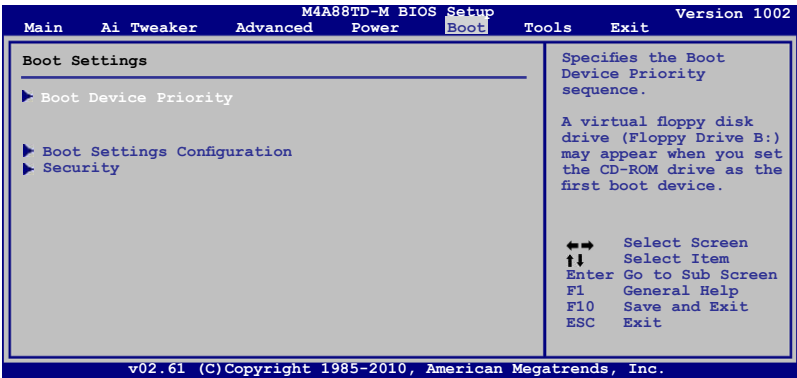 M4A88TD-M BIOS Setup Version 1002
Main Ai Tweaker Advanced Power Boot Tools Exit
Boot Settings
Boot Device Priority
Boot Settings Configuration
Security
Specifies the Boot
Device Priority
sequence.
A virtual floppy disk
drive (Floppy Drive B:)
may appear when you set
the CD-ROM drive as the
first boot device.
←→ Select Screen
↑↓ Select Item
Enter Go to Sub Screen
F1 General Help
F10 Save and Exit
ESC Exit
v02.61 (C)Copyright 1985-2010, American Megatrends, Inc.